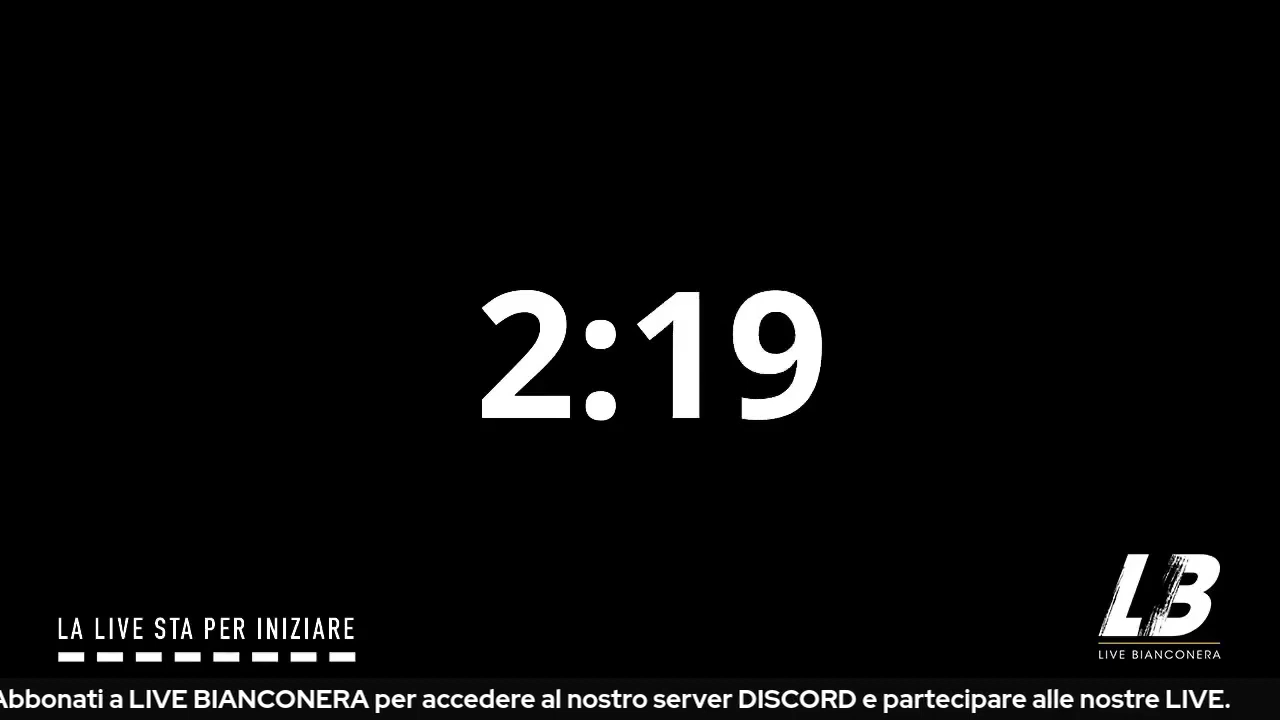 2:19
LB
LIVE BIANCONERA
LA LIVE STA PER INIZIARE
Abbonati a LIVE BIANCONERA per accedere al nostro server DISCORD e partecipare alle nostre LIVE.